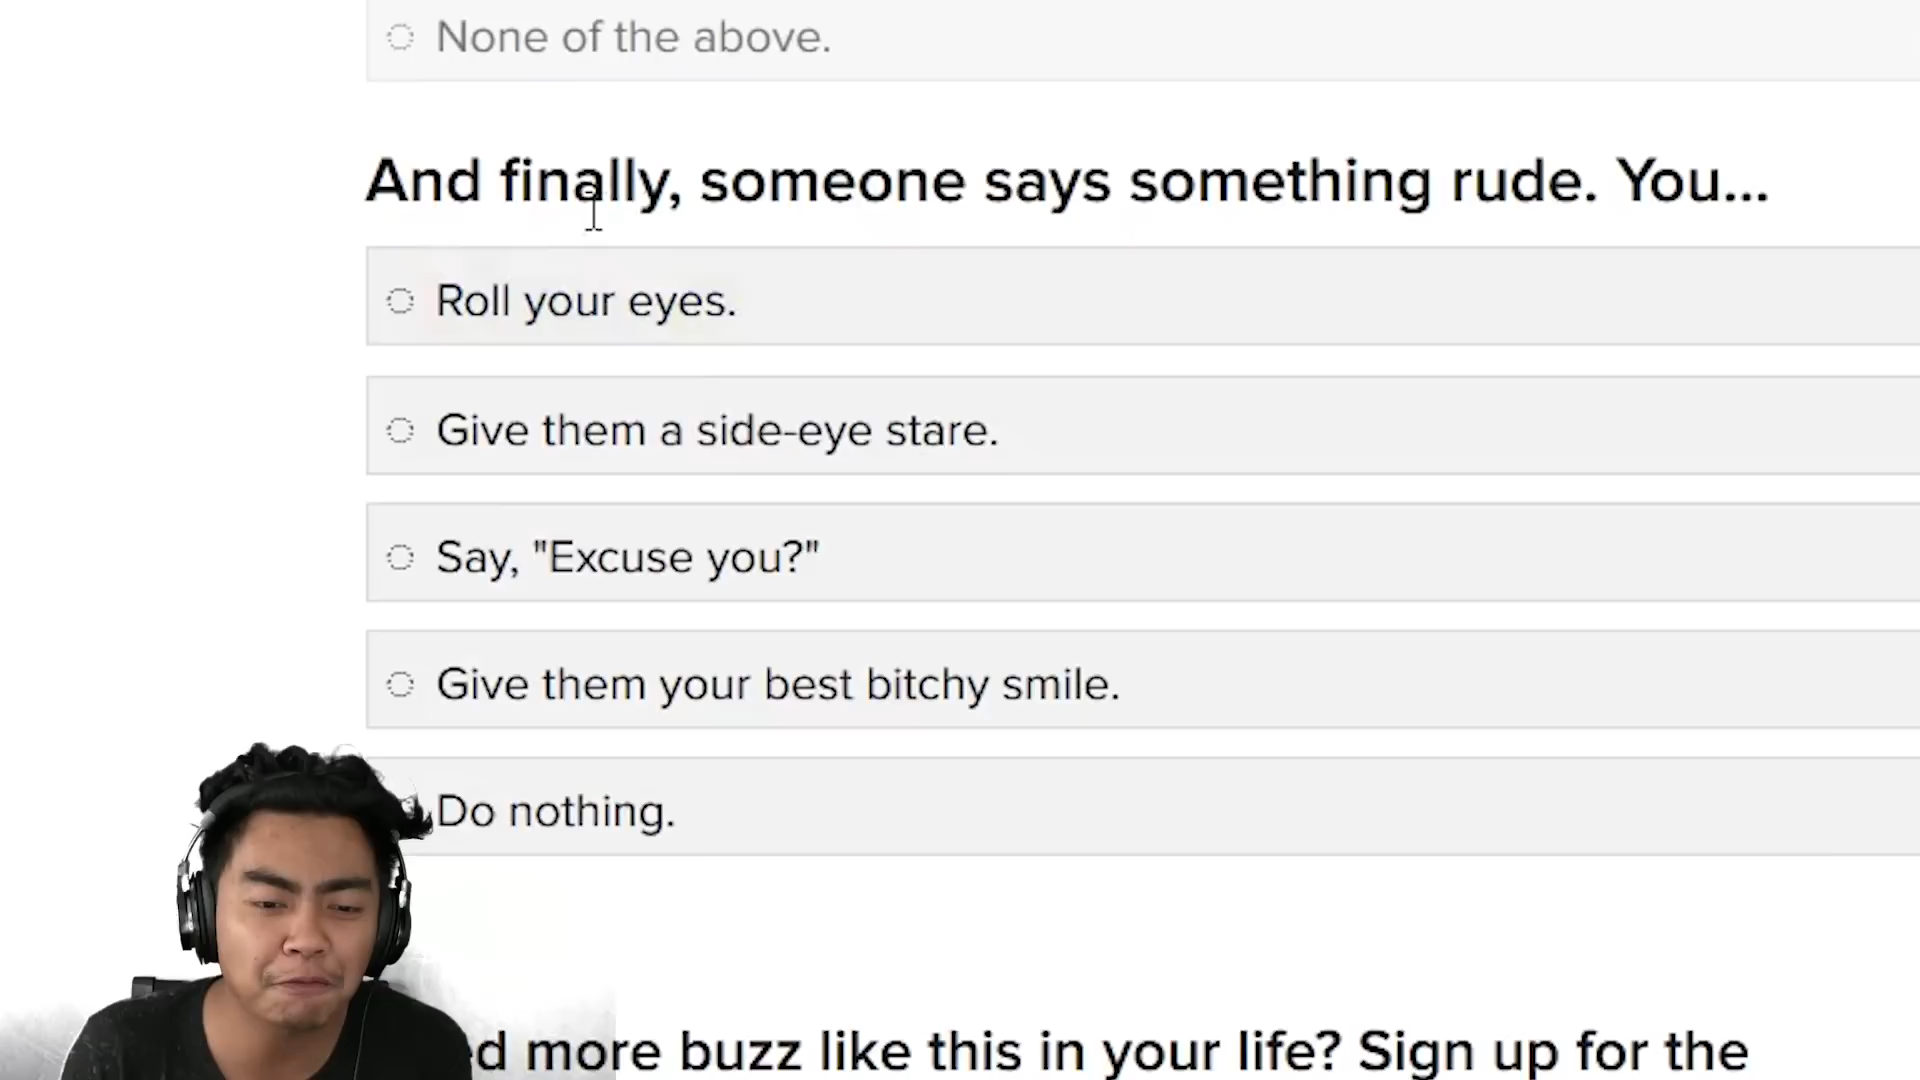 None of the above.
And finally, someone says something rude. You...
Roll your eyes.
Give them a side-eye stare.
Say, "Excuse you?"
Give them your best bitchy smile.
Do nothing.
more buzz like this in your life? Sign up for the